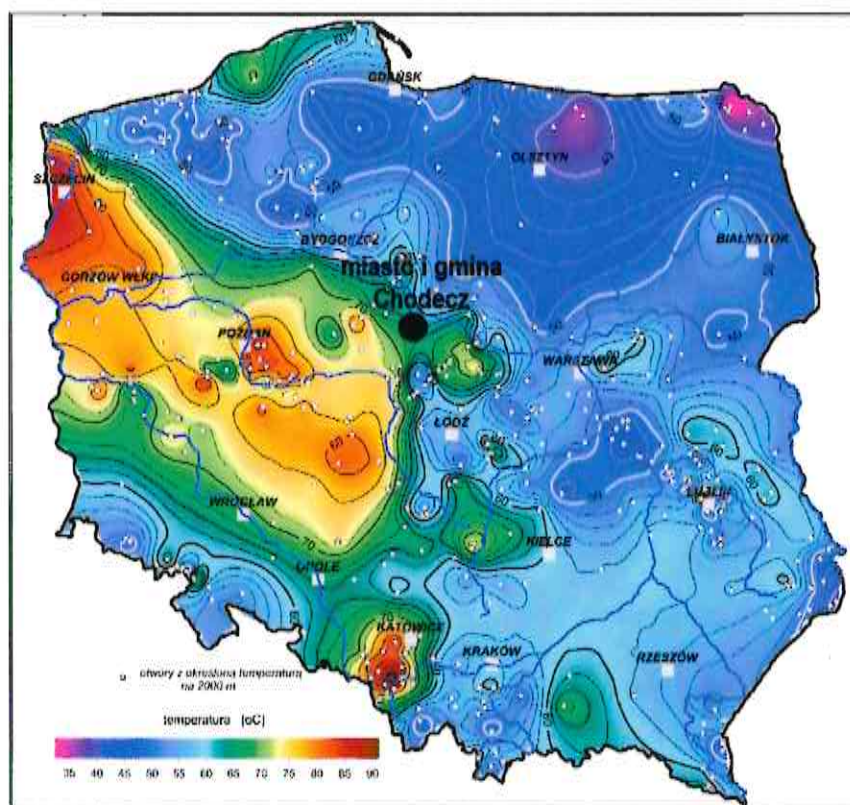 GDAŃSK
OLSZTYN
SZCZECIN
BIAŁYSTOK
BYDGOSZCZ
miasto i gmina
Chodecz
GORZÓW WLKP
POZNAŃ
WARSZAWA
ŁÓDŹ
LUBLIN
WROCŁAW
70
KIELCE
OPOLE
KATOWICE
KRAKÓW
RZESZÓW
otwory z określoną temperaturą
na 2000 m
temperatura (oC)
35 40 45 50 55 60 65 70 75 80 85 90